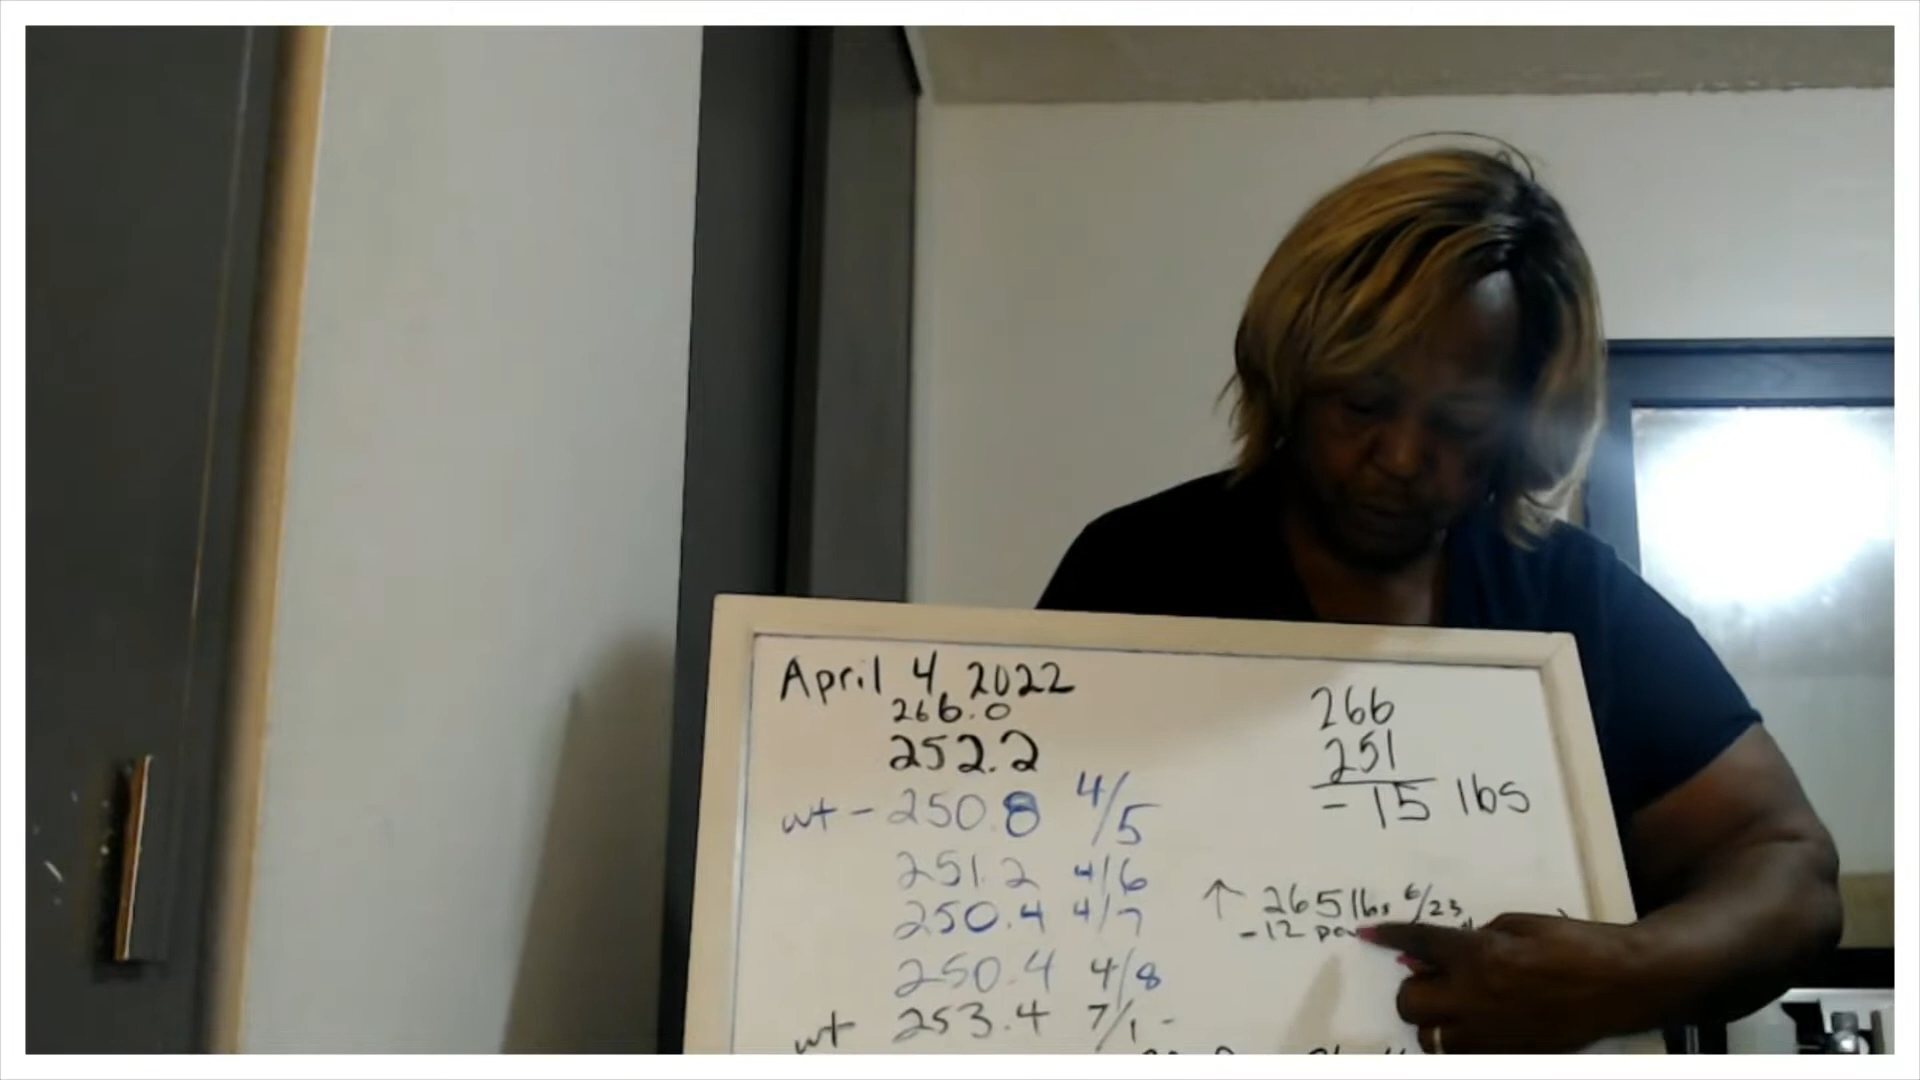 April 4, 2022
266.0
252.2
wt - 250.8 4/5
251.2 4/6
250.4 4/7
250.4 4/8
wt 253.4 7/1 -
266
251
- 15 lbs
↑ 265 lbs 6/23
- 12